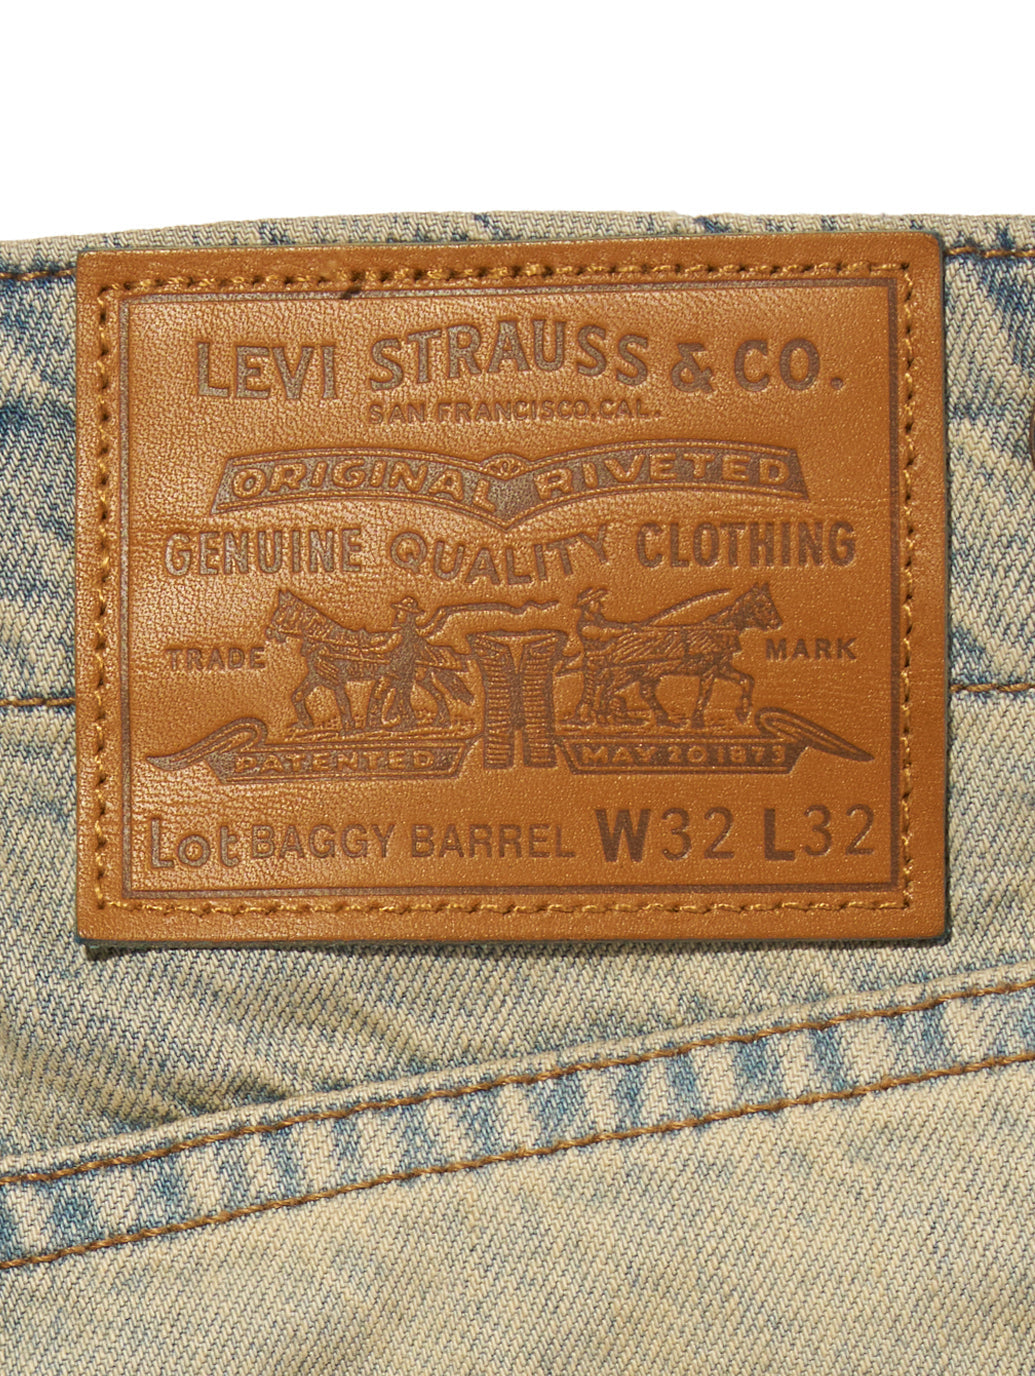 LEVI STRAUSS & CO.
SAN FRANCISCO, CAL.
ORIGINAL RIVETED
GENUINE QUALITY CLOTHING
TRADE MARK
PATENTED MAY 20 1873
Lot BAGGY BARREL W32 L32